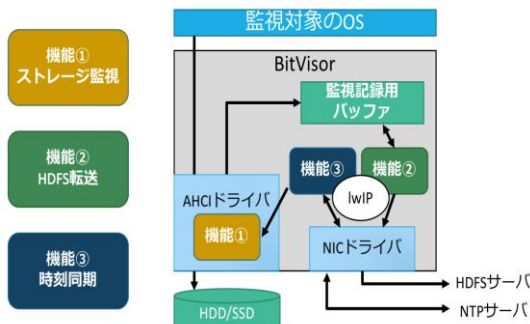 監視対象のOS
機能①
ストレージ監視
BitVisor
監視記録用
バッファ
機能②
HDFS転送
機能③
機能②
lwIP
AHCIドライバ
機能①
NICドライバ
機能③
時刻同期
HDFSサーバ
NTPサーバ
HDD/SSD